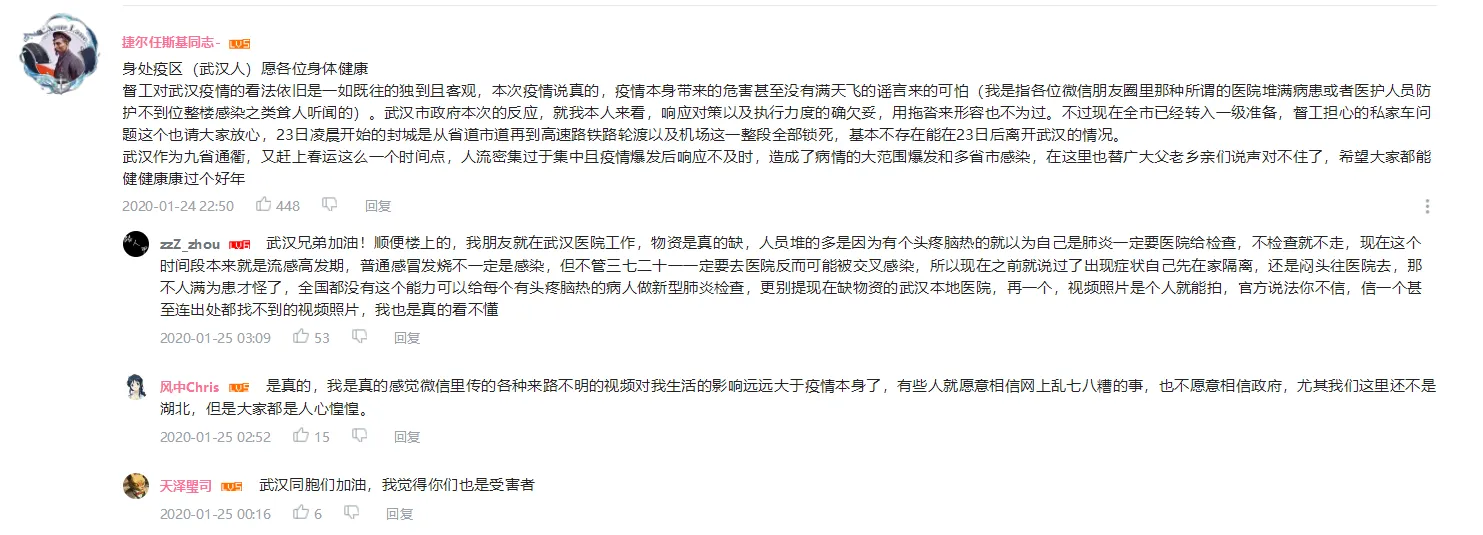 捷尔任斯基同志- LV5
身处疫区（武汉人）愿各位身体健康
督工对武汉疫情的看法依旧是一如既往的独到且客观，本次疫情说真的，疫情本身带来的危害甚至没有满天飞的谣言来的可怕（我是指各位微信朋友圈里那种所谓的医院堆满病患或者医护人员防
护不到位整楼感染之类耸人听闻的）。武汉市政府本次的反应，就我本人来看，响应对策以及执行力度的确欠妥，用拖沓来形容也不为过。不过现在全市已经转入一级准备，督工担心的私家车问
题这个也请大家放心，23日凌晨开始的封城是从省道市道再到高速路铁路轮渡以及机场这一整段全部锁死，基本不存在能在23日后离开武汉的情况。
武汉作为九省通衢，又赶上春运这么一个时间点，人流密集过于集中且疫情爆发后响应不及时，造成了病情的大范围爆发和多省市感染，在这里也替广大父老乡亲们说声对不住了，希望大家都能
健健康康过个好年
2020-01-24 22:50 448 回复
zzZ_zhou LV6 武汉兄弟加油！顺便楼上的，我朋友就在武汉医院工作，物资是真的缺，人员堆的多是因为有个头疼脑热的就以为自己是肺炎一定要医院给检查，不检查就不走，现在这个
时间段本来就是流感高发期，普通感冒发烧不一定是感染，但不管三七二十一一定要去医院反而可能被交叉感染，所以现在之前就说过了出现症状自己先在家隔离，还是闷头往医院去，那
不人满为患才怪了，全国都没有这个能力可以给每个有头疼脑热的病人做新型肺炎检查，更别提现在缺物资的武汉本地医院，再一个，视频照片是个人就能拍，官方说法你不信，信一个甚
至连出处都找不到的视频照片，我也是真的看不懂
2020-01-25 03:09 53 回复
风中Chris LV5 是真的，我是真的感觉微信里传的各种来路不明的视频对我生活的影响远远大于疫情本身了，有些人就愿意相信网上乱七八糟的事，也不愿意相信政府，尤其我们这里还不是
湖北，但是大家都是人心惶惶。
2020-01-25 02:52 15 回复
天泽曌司 LV5 武汉同胞们加油，我觉得你们也是受害者
2020-01-25 00:16 6 回复